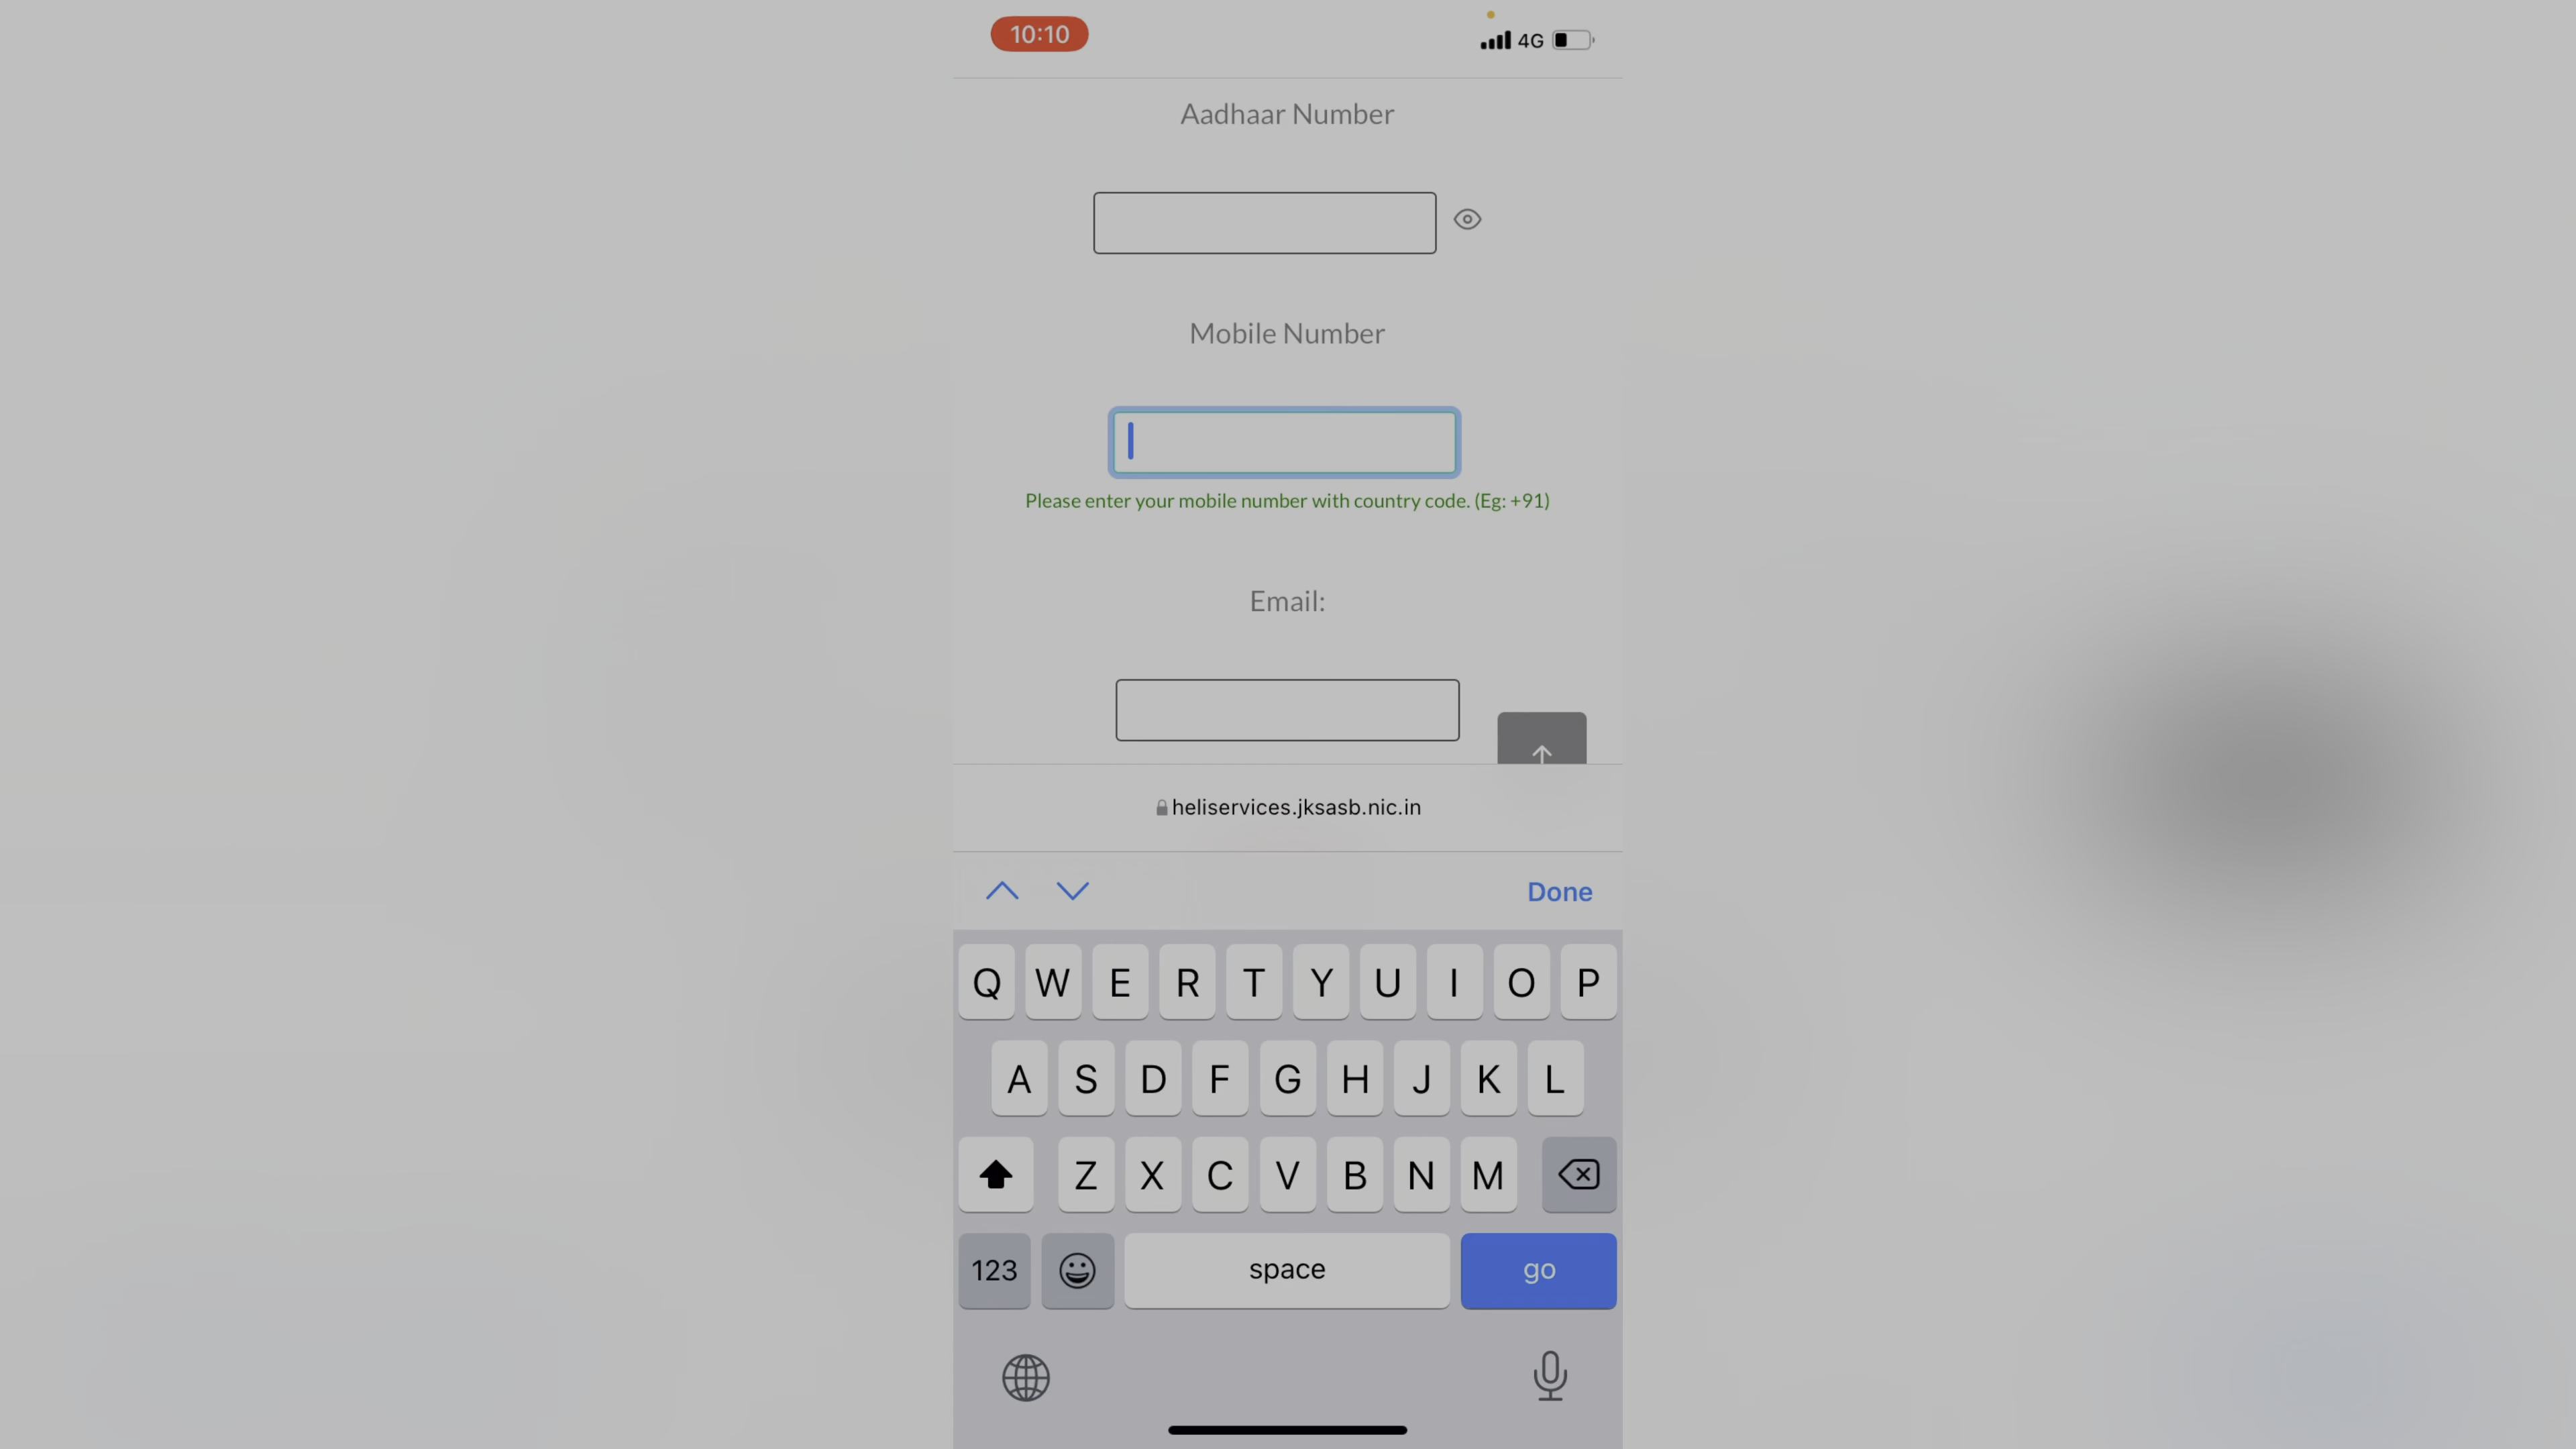 10:10
4G
Aadhaar Number
Mobile Number
Please enter your mobile number with country code. (Eg: +91)
Email:
heliservices.jksasb.nic.in
Done
Q W E R T Y U I O P
A S D F G H J K L
Z X C V B N M
123 space go